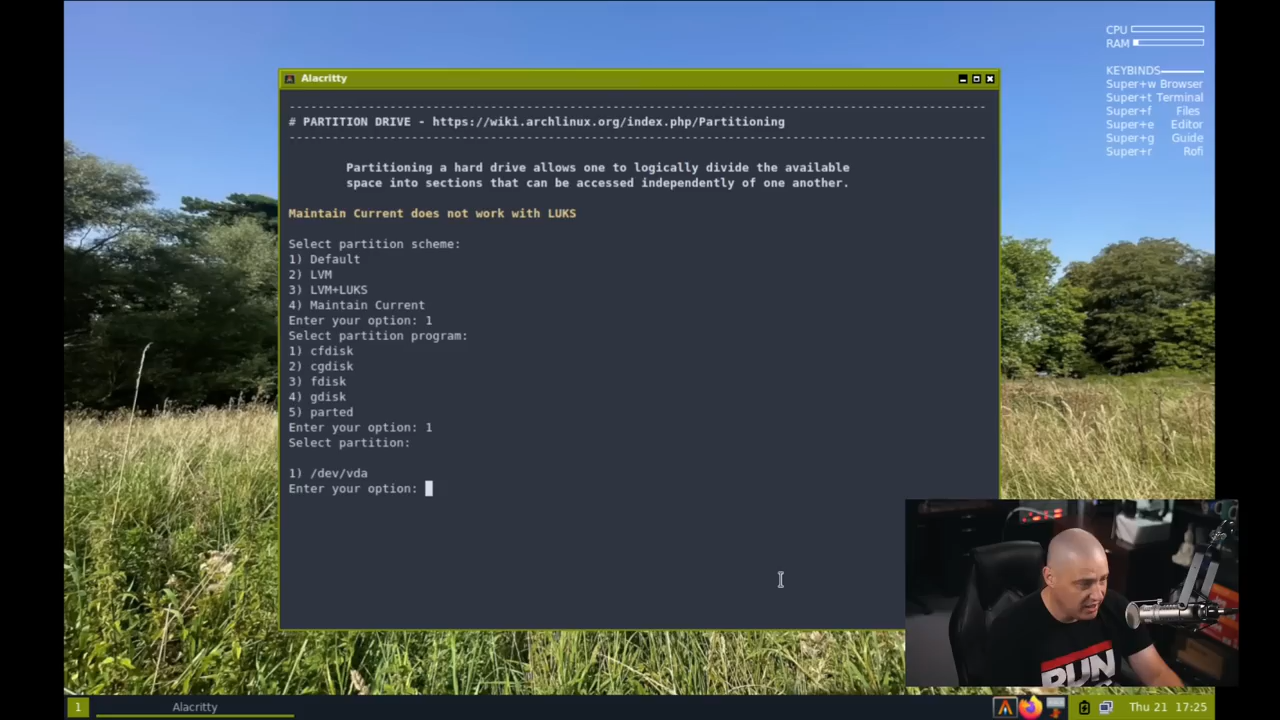 CPU
RAM
KEYBINDS
Super+w Browser
Super+t Terminal
Super+f Files
Super+e Editor
Super+g Guide
Super+r Rofi
Alacritty
# PARTITION DRIVE - https://wiki.archlinux.org/index.php/Partitioning
Partitioning a hard drive allows one to logically divide the available
space into sections that can be accessed independently of one another.
Maintain Current does not work with LUKS
Select partition scheme:
1) Default
2) LVM
3) LVM+LUKS
4) Maintain Current
Enter your option: 1
Select partition program:
1) cfdisk
2) cgdisk
3) fdisk
4) gdisk
5) parted
Enter your option: 1
Select partition:
1) /dev/vda
Enter your option:
RUN
1 Alacritty Thu 21 17:25